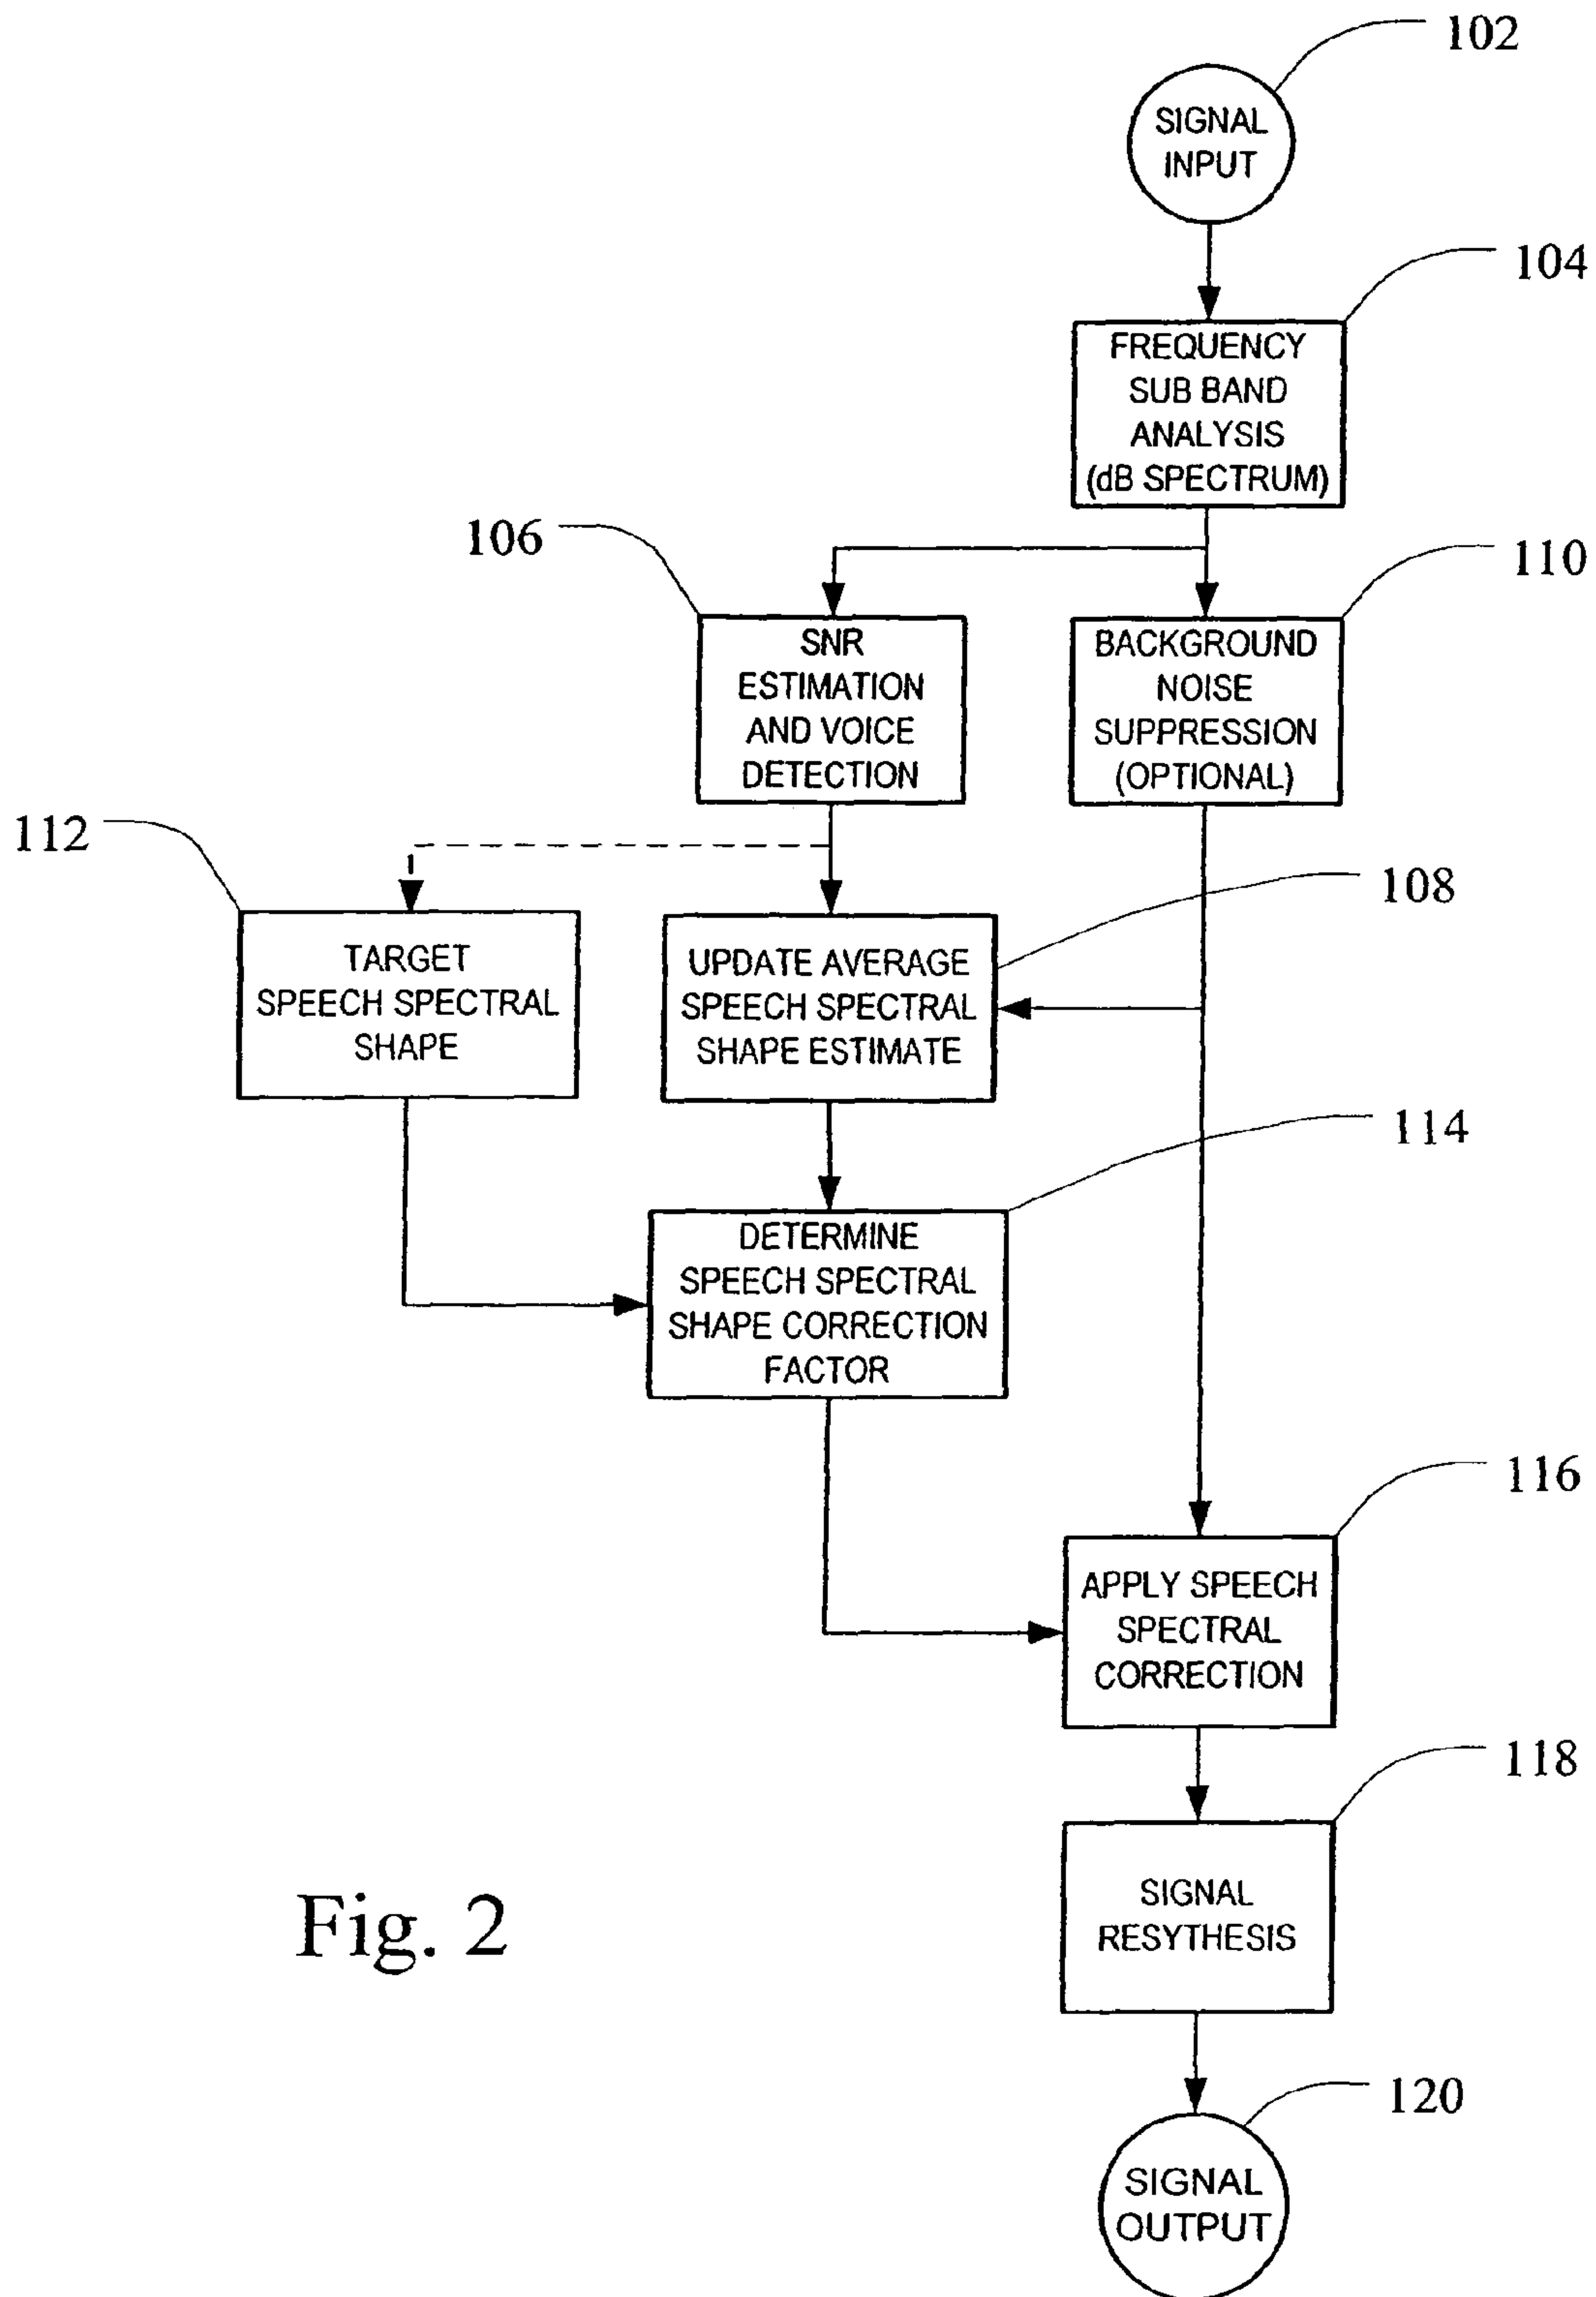 102
SIGNAL
INPUT
104
FREQUENCY
SUB BAND
ANALYSIS
(dB SPECTRUM)
106
110
SNR
ESTIMATION
AND VOICE
DETECTION
BACKGROUND
NOISE
SUPPRESSION
(OPTIONAL)
112
108
TARGET
SPEECH SPECTRAL
SHAPE
UPDATE AVERAGE
SPEECH SPECTRAL
SHAPE ESTIMATE
114
DETERMINE
SPEECH SPECTRAL
SHAPE CORRECTION
FACTOR
116
APPLY SPEECH
SPECTRAL
CORRECTION
118
SIGNAL
RESYTHESIS
Fig. 2
120
SIGNAL
OUTPUT